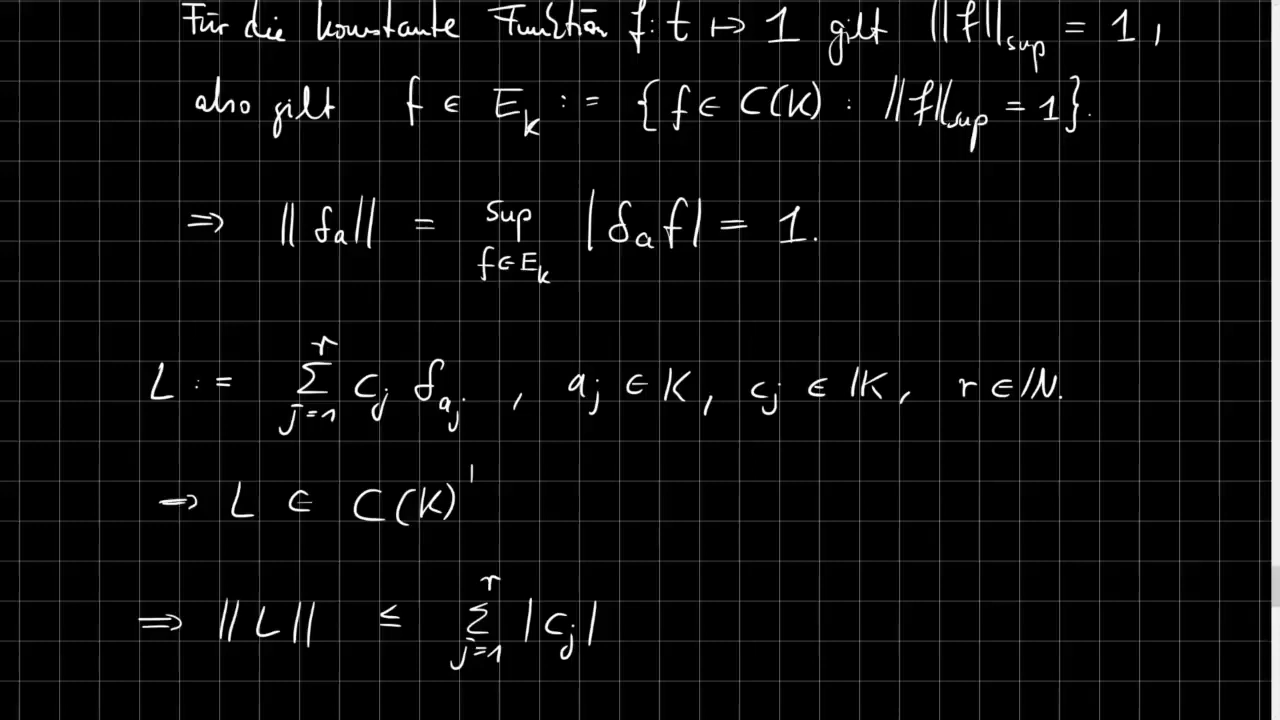 Für die konstante Funktion f: t ↦ 1 gilt ||f||_sup = 1,
also gilt f ∈ E_K := {f ∈ C(K) : ||f||_sup = 1}.
⇒ ||δ_a|| = sup_{f∈E_K} |δ_a f| = 1.
L := ∑_{j=1}^{r} c_j δ_{a_j}, a_j ∈ K, c_j ∈ 𝕂, r ∈ ℕ.
⇒ L ∈ C(K)'
⇒ ||L|| ≤ ∑_{j=1}^{r} |c_j|